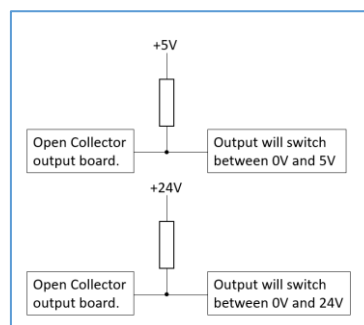 +5V
Open Collector
output board.
Output will switch
between 0V and 5V
+24V
Open Collector
output board.
Output will switch
between 0V and 24V